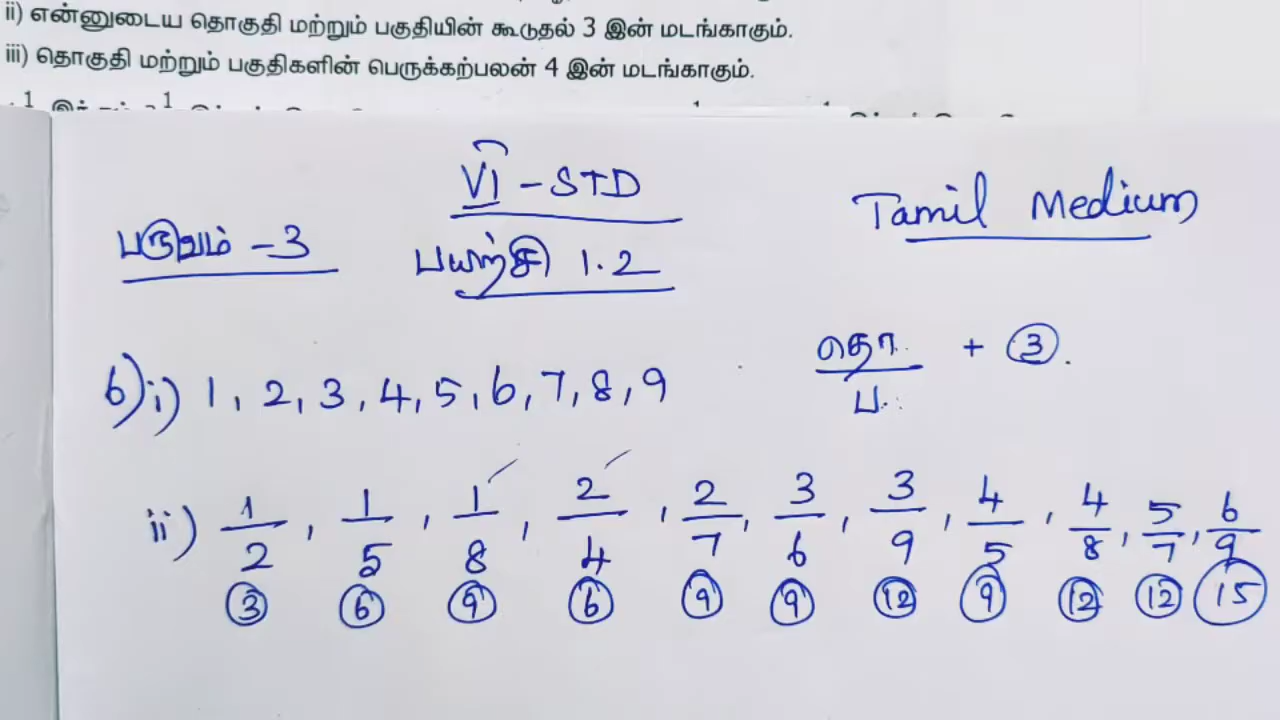 ii) என்னுடைய தொகுதி மற்றும் பகுதியின் கூடுதல் 3 இன் மடங்காகும்.
iii) தொகுதி மற்றும் பகுதிகளின் பெருக்கற்பலன் 4 இன் மடங்காகும்.
VI - STD
Tamil Medium
பருவம் - 3
பயிற்சி 1.2
தொ / ப + 3.
6) i) 1, 2, 3, 4, 5, 6, 7, 8, 9
ii) 1/2, 1/5, 1/8, 2/4, 2/7, 3/6, 3/9, 4/5, 4/8, 5/7, 6/9
3 6 9 6 9 9 12 9 12 12 15